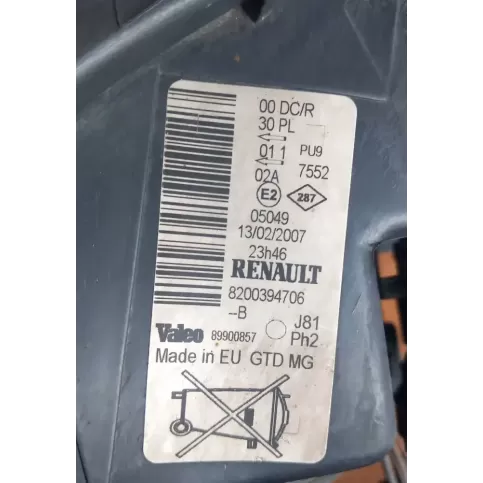 00 DC/R
30 PL
01 1 PU9
02A 7552
E2 287
05049
13/02/2007
23h46
RENAULT
8200394706
--B
J81
Valeo 89900857 Ph2
Made in EU GTD MG